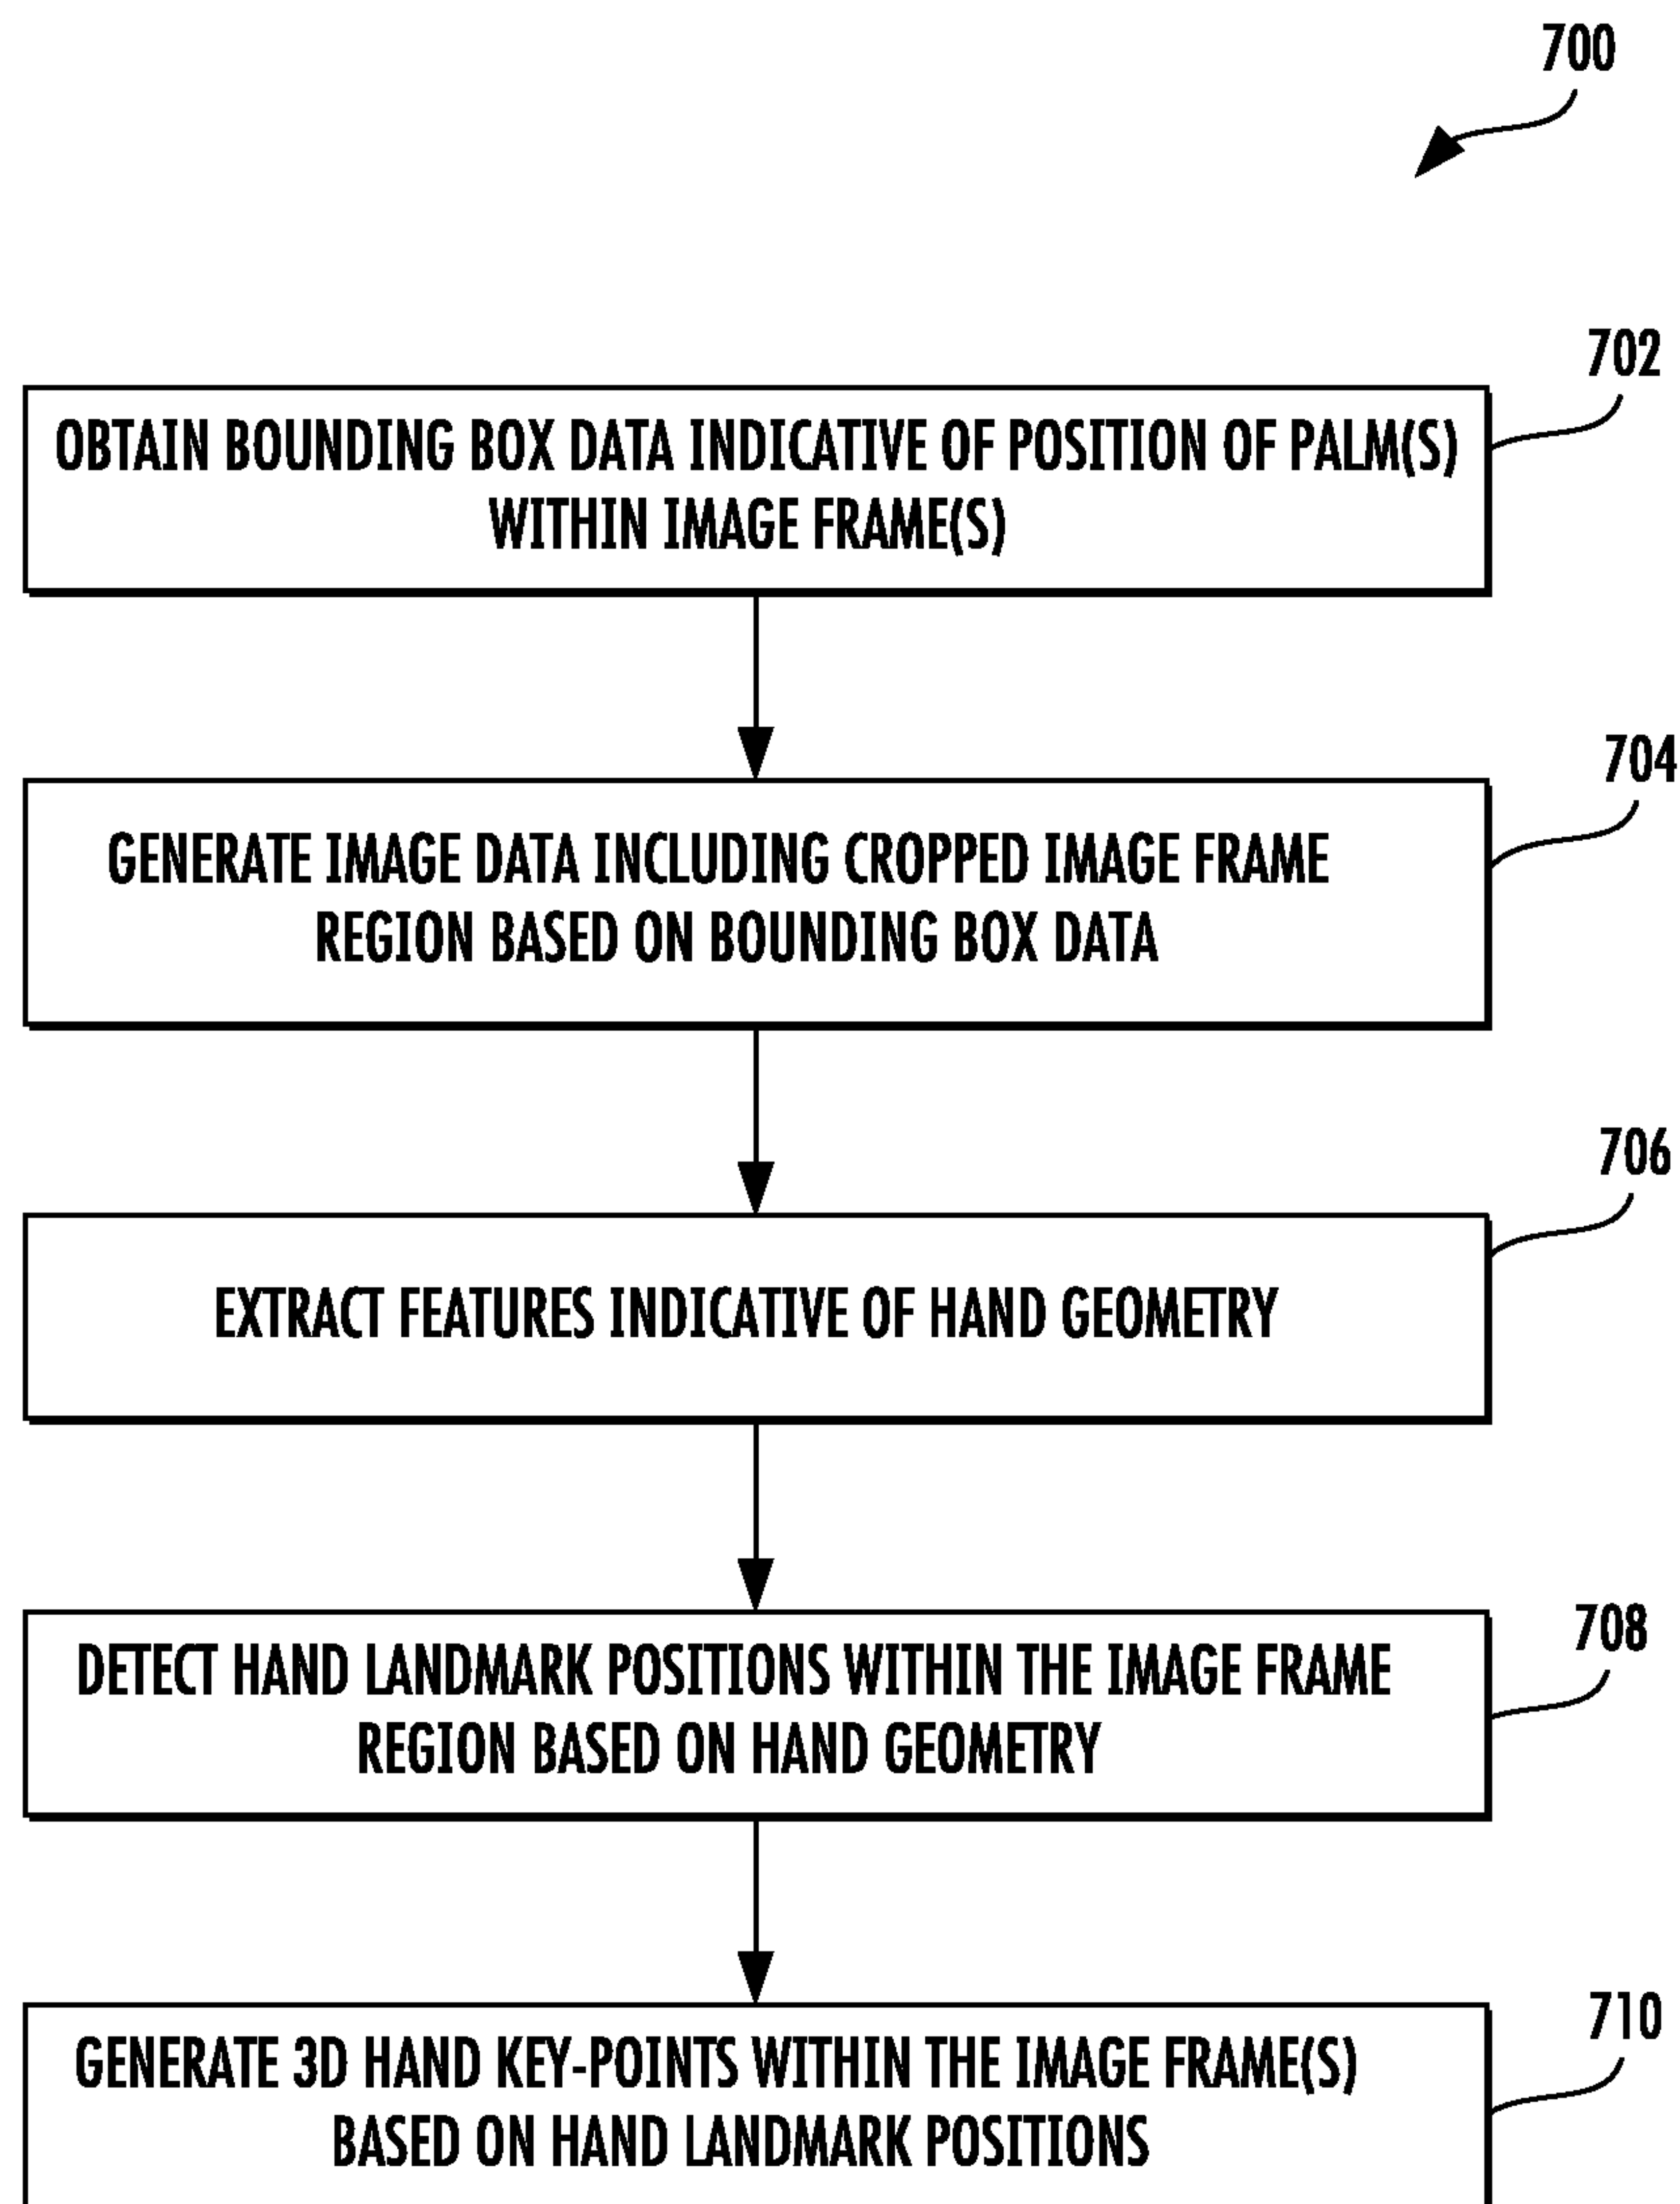 700
702
OBTAIN BOUNDING BOX DATA INDICATIVE OF POSITION OF PALM(S)
WITHIN IMAGE FRAME(S)
704
GENERATE IMAGE DATA INCLUDING CROPPED IMAGE FRAME
REGION BASED ON BOUNDING BOX DATA
706
EXTRACT FEATURES INDICATIVE OF HAND GEOMETRY
708
DETECT HAND LANDMARK POSITIONS WITHIN THE IMAGE FRAME
REGION BASED ON HAND GEOMETRY
710
GENERATE 3D HAND KEY-POINTS WITHIN THE IMAGE FRAME(S)
BASED ON HAND LANDMARK POSITIONS